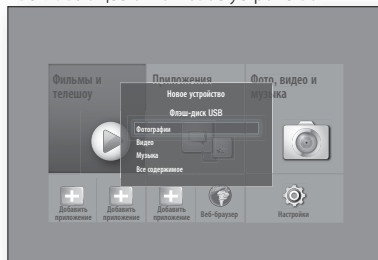 Фильмы и
телешоу
Приложения
Фото, видео и
музыка
Новое устройство
Флэш-диск USB
Фотографии
Видео
Музыка
Все содержимое
Добавить
приложение
Добавить
приложение
Добавить
приложение
Веб-браузер
Настройки